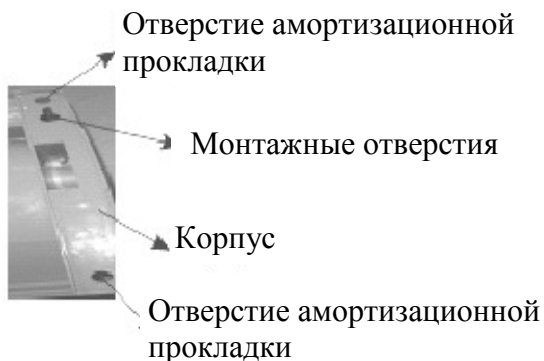 Отверстие амортизационной
прокладки
Монтажные отверстия
Корпус
Отверстие амортизационной
прокладки